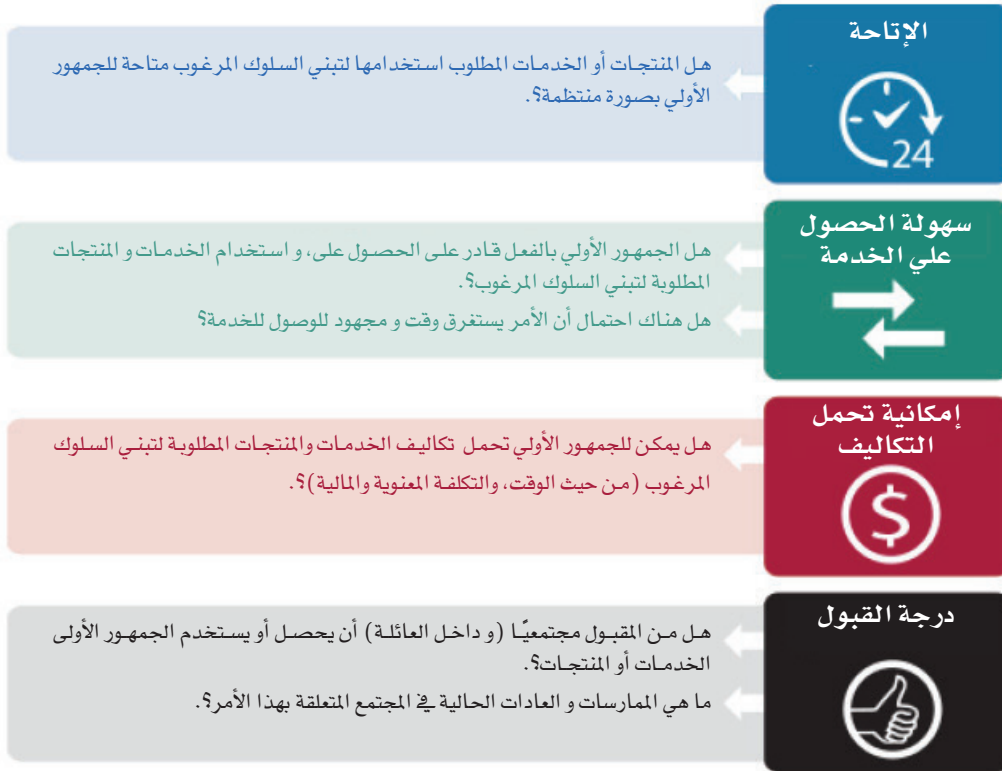 الإتاحة
24
هل المنتجات أو الخدمات المطلوب استخدامها لتبني السلوك المرغوب متاحة للجمهور
الأولي بصورة منتظمة؟.
سهولة الحصول
علي الخدمة
هل الجمهور الأولي بالفعل قادر على الحصول على، و استخدام الخدمات و المنتجات
المطلوبة لتبني السلوك المرغوب؟.
هل هناك احتمال أن الأمر يستغرق وقت و مجهود للوصول للخدمة؟
إمكانية تحمل
التكاليف
$
هل يمكن للجمهور الأولي تحمل تكاليف الخدمات والمنتجات المطلوبة لتبني السلوك
المرغوب (من حيث الوقت، والتكلفة المعنوية والمالية)؟.
درجة القبول
هل من المقبول مجتمعيًا (و داخل العائلة) أن يحصل أو يستخدم الجمهور الأولى
الخدمات أو المنتجات؟.
ما هي الممارسات و العادات الحالية في المجتمع المتعلقة بهذا الأمر؟.